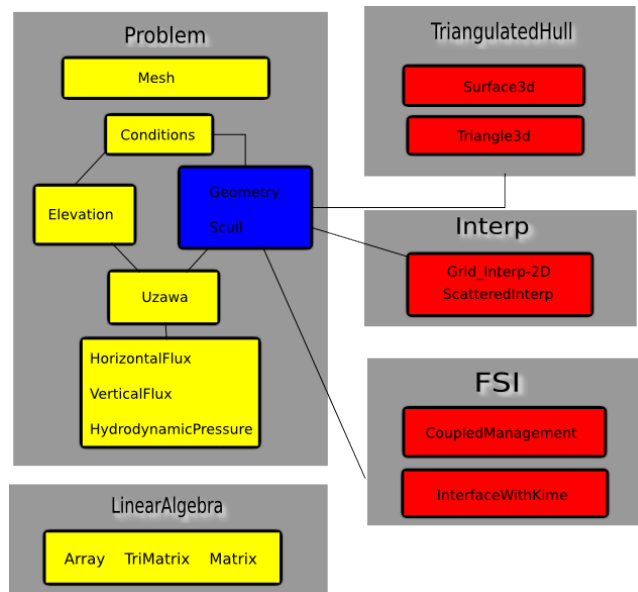 Problem
Mesh
Conditions
Elevation
Geometry
Scull
Uzawa
HorizontalFlux
VerticalFlux
HydrodynamicPressure
LinearAlgebra
Array TriMatrix Matrix
TriangulatedHull
Surface3d
Triangle3d
Interp
Grid_Interp-2D
ScatteredInterp
FSI
CoupledManagement
InterfaceWithKime